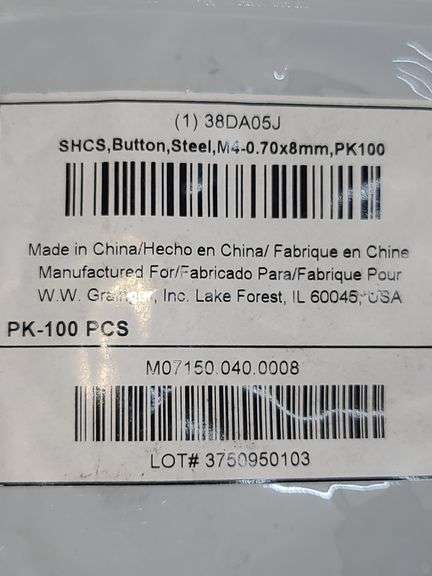 (1) 38DA05J
SHCS,Button,Steel,M4-0.70x8mm,PK100
Made in China/Hecho en China/ Fabrique en Chine
Manufactured For/Fabricado Para/Fabrique Pour
W.W. Grainger, Inc. Lake Forest, IL 60045, USA
PK-100 PCS
M07150.040.0008
LOT# 3750950103